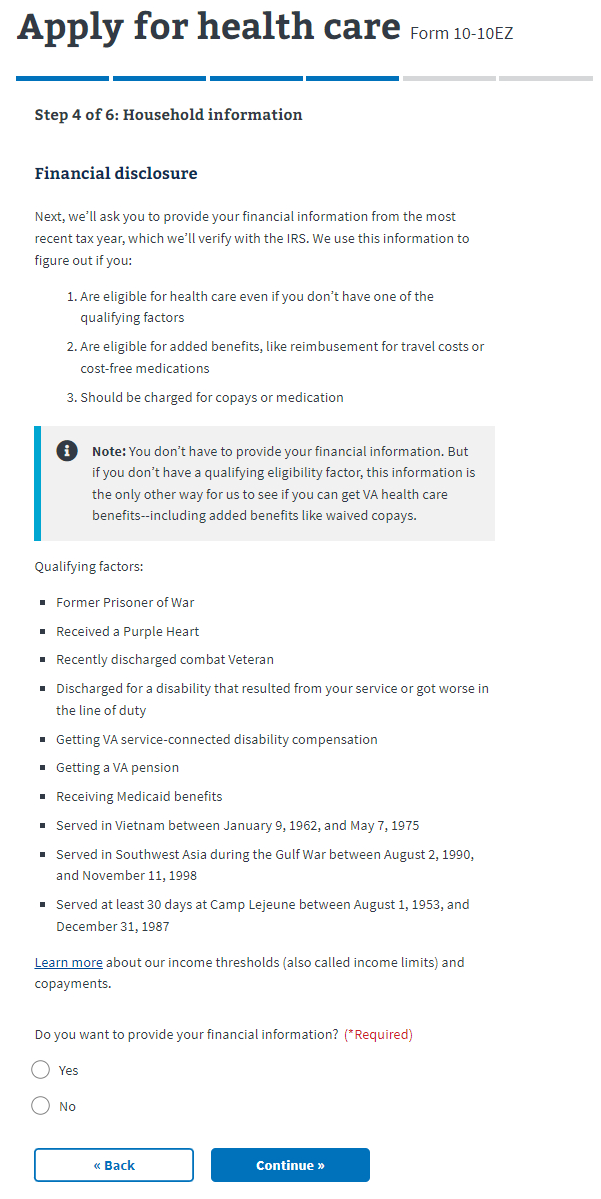 Apply for health care Form 10-10EZ
Step 4 of 6: Household information
Financial disclosure
Next, we’ll ask you to provide your financial information from the most
recent tax year, which we’ll verify with the IRS. We use this information to
figure out if you:
1. Are eligible for health care even if you don’t have one of the
qualifying factors
2. Are eligible for added benefits, like reimbusement for travel costs or
cost-free medications
3. Should be charged for copays or medication
Note: You don’t have to provide your financial information. But
if you don’t have a qualifying eligibility factor, this information is
the only other way for us to see if you can get VA health care
benefits--including added benefits like waived copays.
Qualifying factors:
▪ Former Prisoner of War
▪ Received a Purple Heart
▪ Recently discharged combat Veteran
▪ Discharged for a disability that resulted from your service or got worse in
the line of duty
▪ Getting VA service-connected disability compensation
▪ Getting a VA pension
▪ Receiving Medicaid benefits
▪ Served in Vietnam between January 9, 1962, and May 7, 1975
▪ Served in Southwest Asia during the Gulf War between August 2, 1990,
and November 11, 1998
▪ Served at least 30 days at Camp Lejeune between August 1, 1953, and
December 31, 1987
Learn more about our income thresholds (also called income limits) and
copayments.
Do you want to provide your financial information? (*Required)
Yes
No
« Back
Continue »